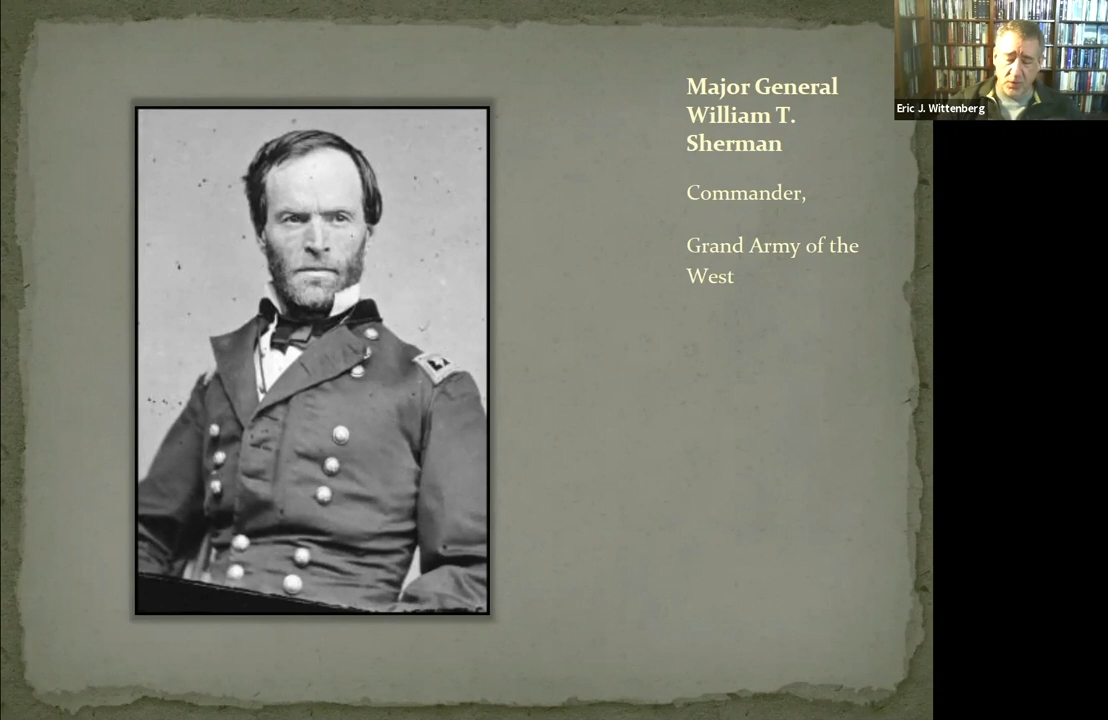 Major General
William T.
Sherman
Commander,
Grand Army of the
West
Eric J. Wittenberg